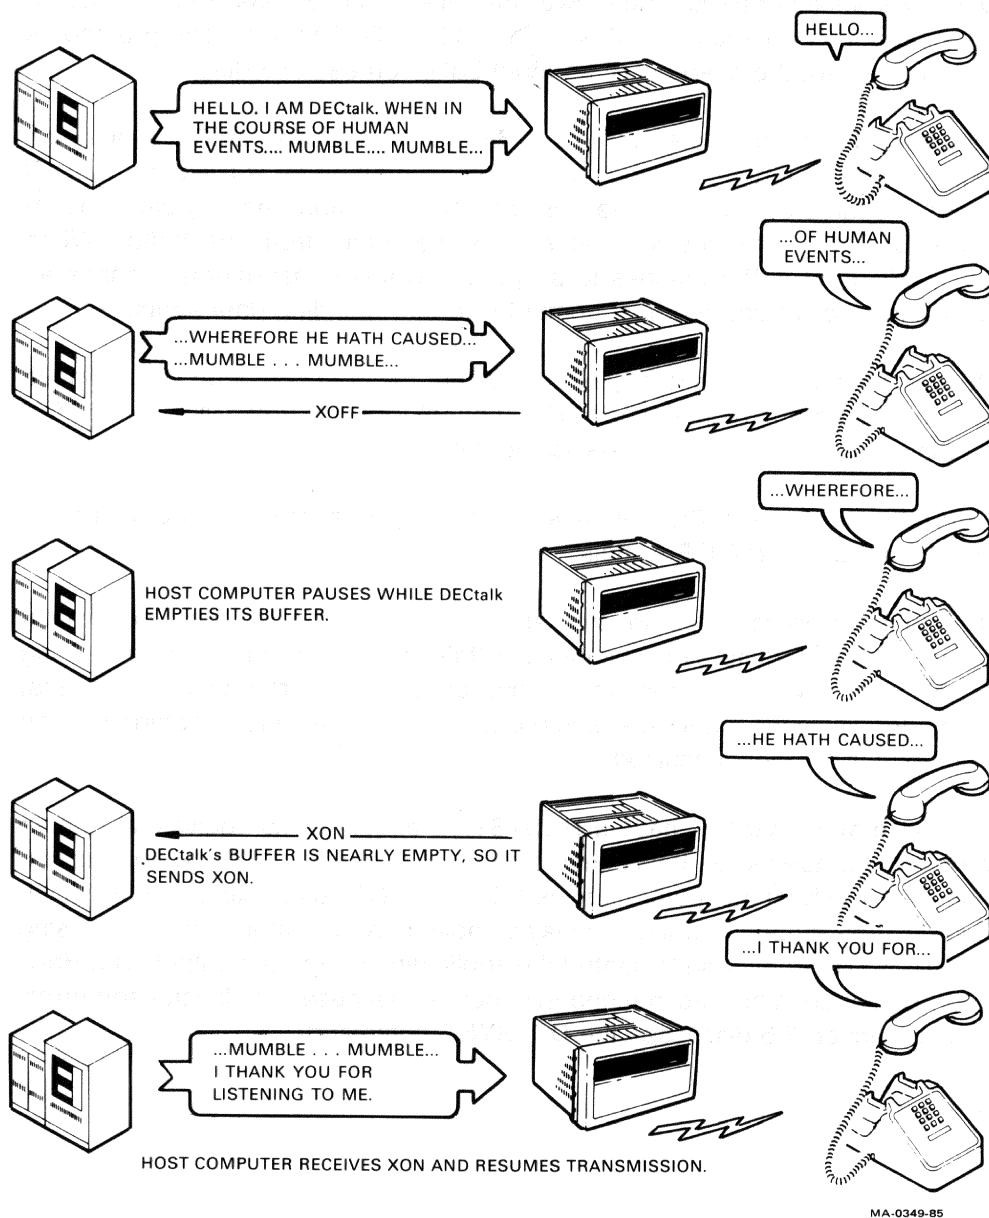 HELLO...
HELLO. I AM DECtalk. WHEN IN
THE COURSE OF HUMAN
EVENTS.... MUMBLE.... MUMBLE...
...OF HUMAN
EVENTS...
...WHEREFORE HE HATH CAUSED...
...MUMBLE . . . MUMBLE...
XOFF
...WHEREFORE...
HOST COMPUTER PAUSES WHILE DECtalk
EMPTIES ITS BUFFER.
...HE HATH CAUSED...
XON
DECtalk's BUFFER IS NEARLY EMPTY, SO IT
SENDS XON.
...I THANK YOU FOR...
...MUMBLE . . . MUMBLE...
I THANK YOU FOR
LISTENING TO ME.
HOST COMPUTER RECEIVES XON AND RESUMES TRANSMISSION.
MA-0349-85